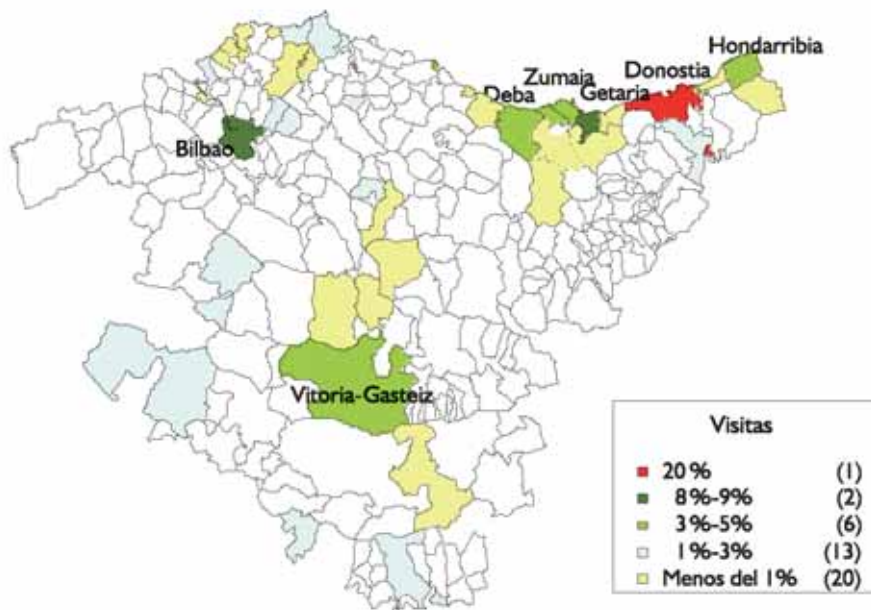 Hondarribia
Donostia
Zumaia
Getaria
Deba
Bilbao
Vitoria-Gasteiz
Visitas
20 % (1)
8 %-9% (2)
3 %-5% (6)
1 %-3% (13)
Menos del 1% (20)